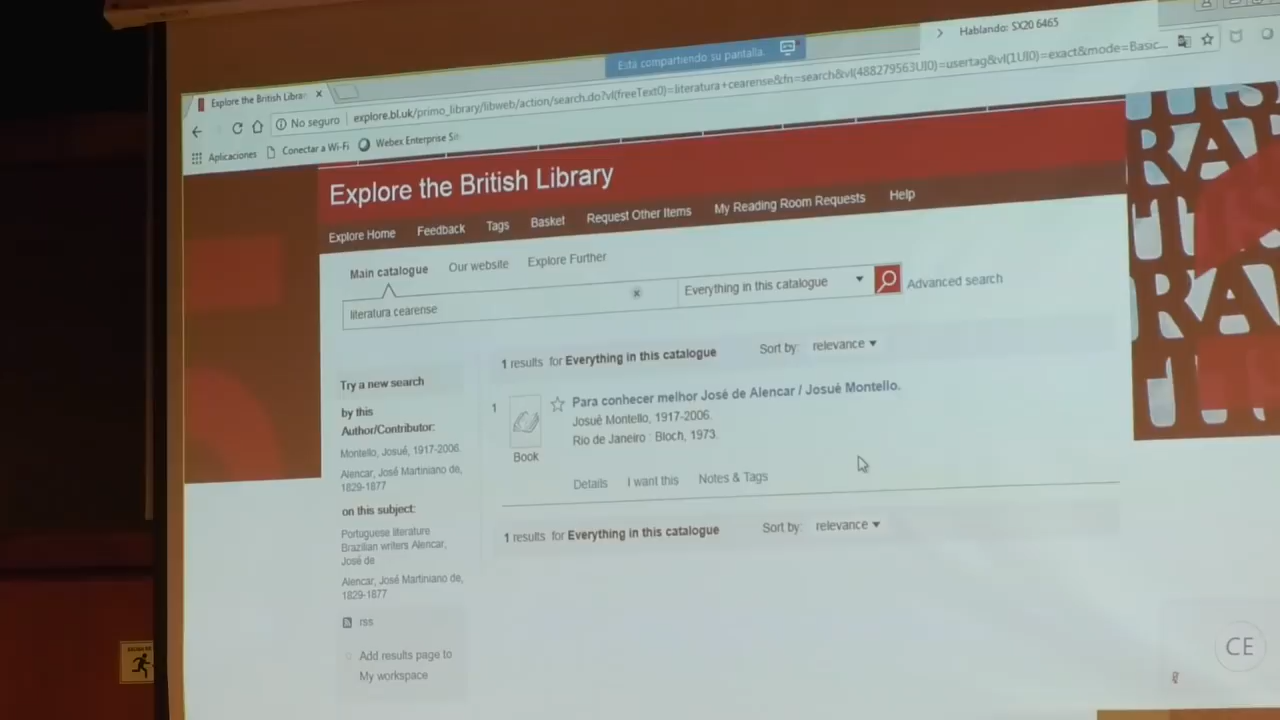 Hablando: SX20 6465
Está compartiendo su pantalla.
Explore the British Libra
No seguro
explore.bl.uk/primo_library/libweb/action/search.do?vl(freeText0)=literatura+cearense&fn=search&vl(488279563UI0)=usertag&vl(1UI0)=exact&mode=Basic...
Aplicaciones
Conectar a Wi-Fi
Webex Enterprise
Explore the British Library
Explore Home
Feedback
Tags
Basket
Request Other Items
My Reading Room Requests
Help
Main catalogue
Our website
Explore Further
literatura cearense
Everything in this catalogue
Advanced search
1 results for Everything in this catalogue
Sort by: relevance
Try a new search
by this
Author/Contributor:
Montello, Josué, 1917-2006.
Alencar, José Martiniano de,
1829-1877
on this subject:
Portuguese literature
Brazilian writers Alencar,
José de
Alencar, José Martiniano de,
1829-1877
rss
Add results page to
My workspace
1
Book
Para conhecer melhor José de Alencar / Josué Montello.
Josué Montello, 1917-2006.
Rio de Janeiro : Bloch, 1973.
Details
I want this
Notes & Tags
1 results for Everything in this catalogue
Sort by: relevance
CE